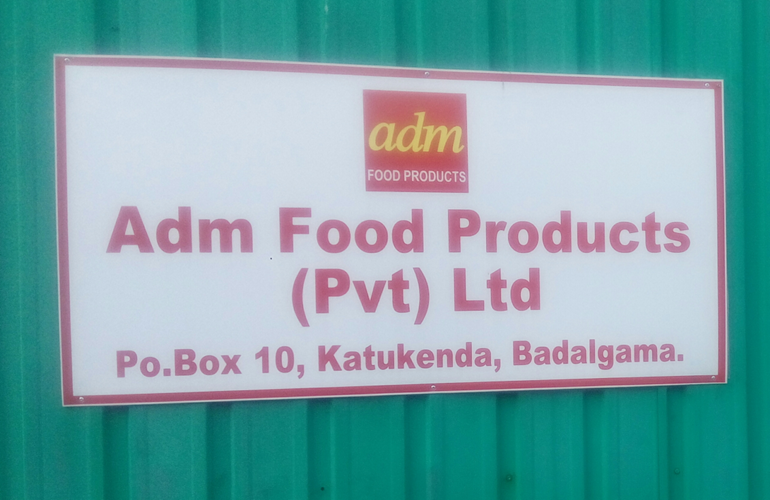 adm
FOOD PRODUCTS
Adm Food Products
(Pvt) Ltd
Po.Box 10, Katukenda, Badalgama.